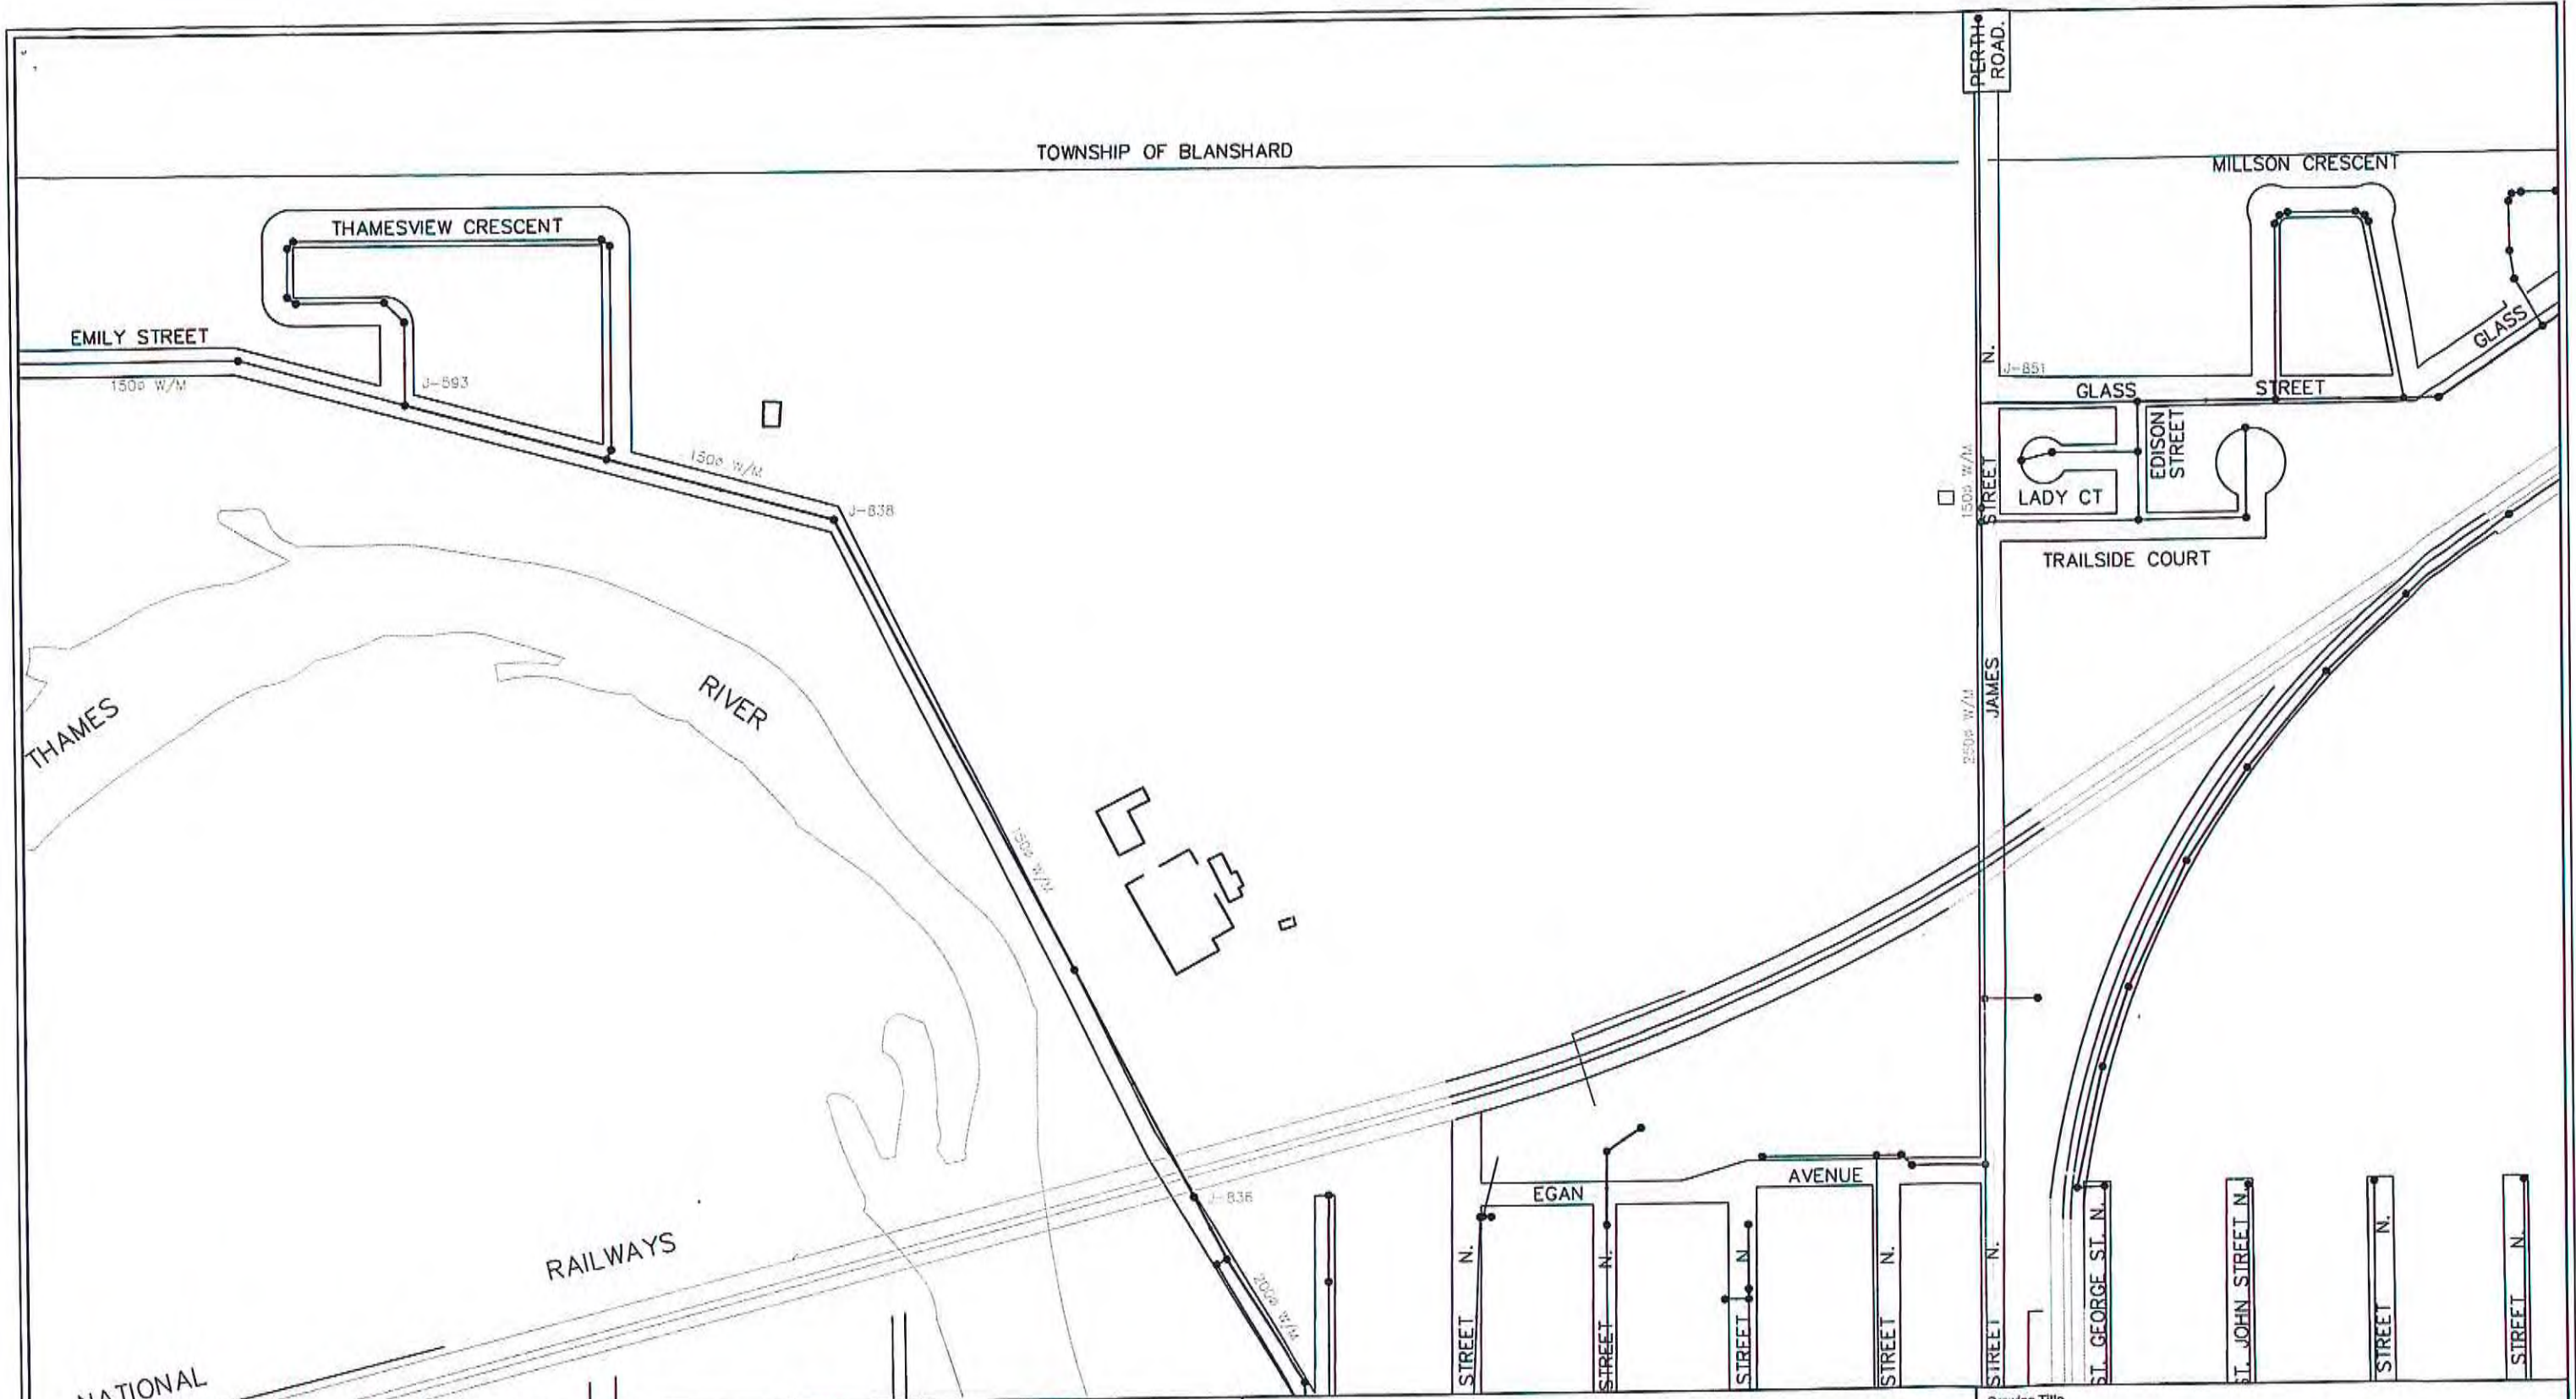 PERTH
ROAD.
TOWNSHIP OF BLANSHARD
MILLSON CRESCENT
THAMESVIEW CRESCENT
EMILY STREET
150ø W/M
J-593
150ø W/M
J-838
N.
J-851
GLASS STREET
GLASS
EDISON
STREET
LADY CT
150ø W/M
STREET
TRAILSIDE COURT
THAMES
RIVER
JAMES
250ø W/M
150ø W/M
EGAN AVENUE
J-836
RAILWAYS
NATIONAL
200ø W/M
STREET N.
STREET N.
STREET N
STREET N.
STREET N.
ST. GEORGE ST. N.
ST. JOHN STREET N.
STREET N.
STREET N.